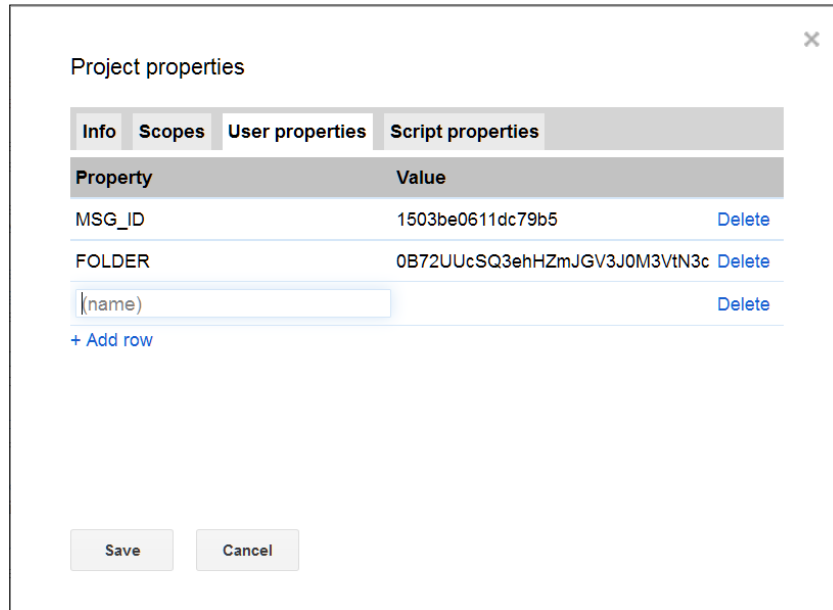 ×
Project properties
Info Scopes User properties Script properties
Property Value
MSG_ID 1503be0611dc79b5 Delete
FOLDER 0B72UUcSQ3ehHZmJGV3J0M3VtN3c Delete
(name) Delete
+ Add row
Save Cancel